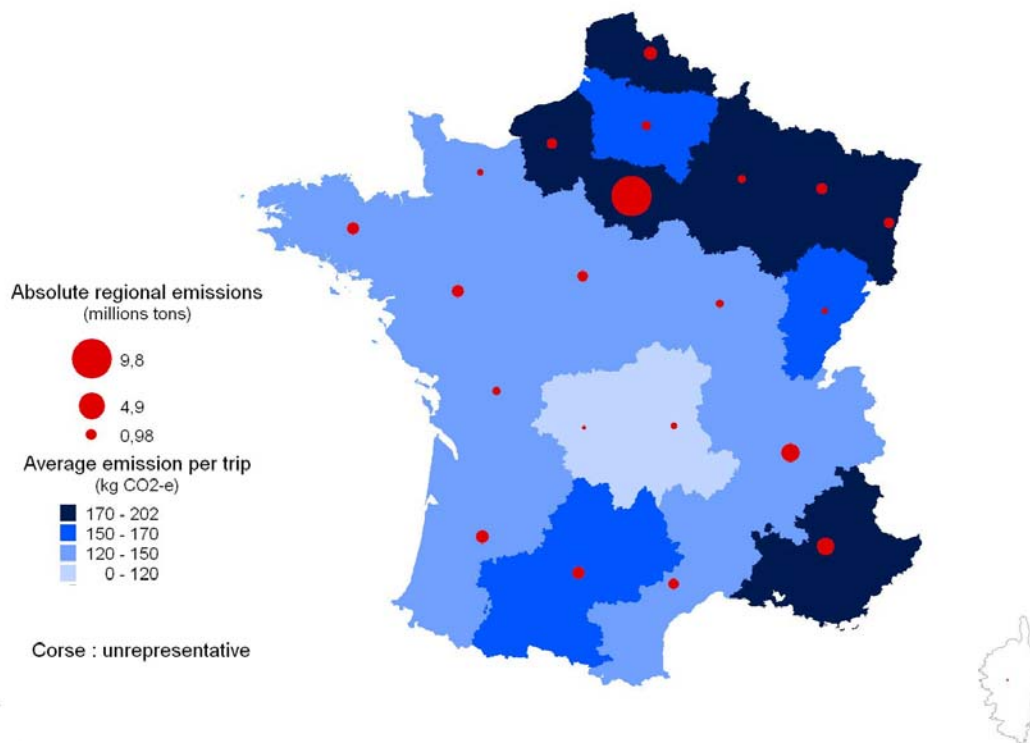 Absolute regional emissions
(millions tons)
9,8
4,9
0,98
Average emission per trip
(kg CO2-e)
170 - 202
150 - 170
120 - 150
0 - 120
Corse : unrepresentative